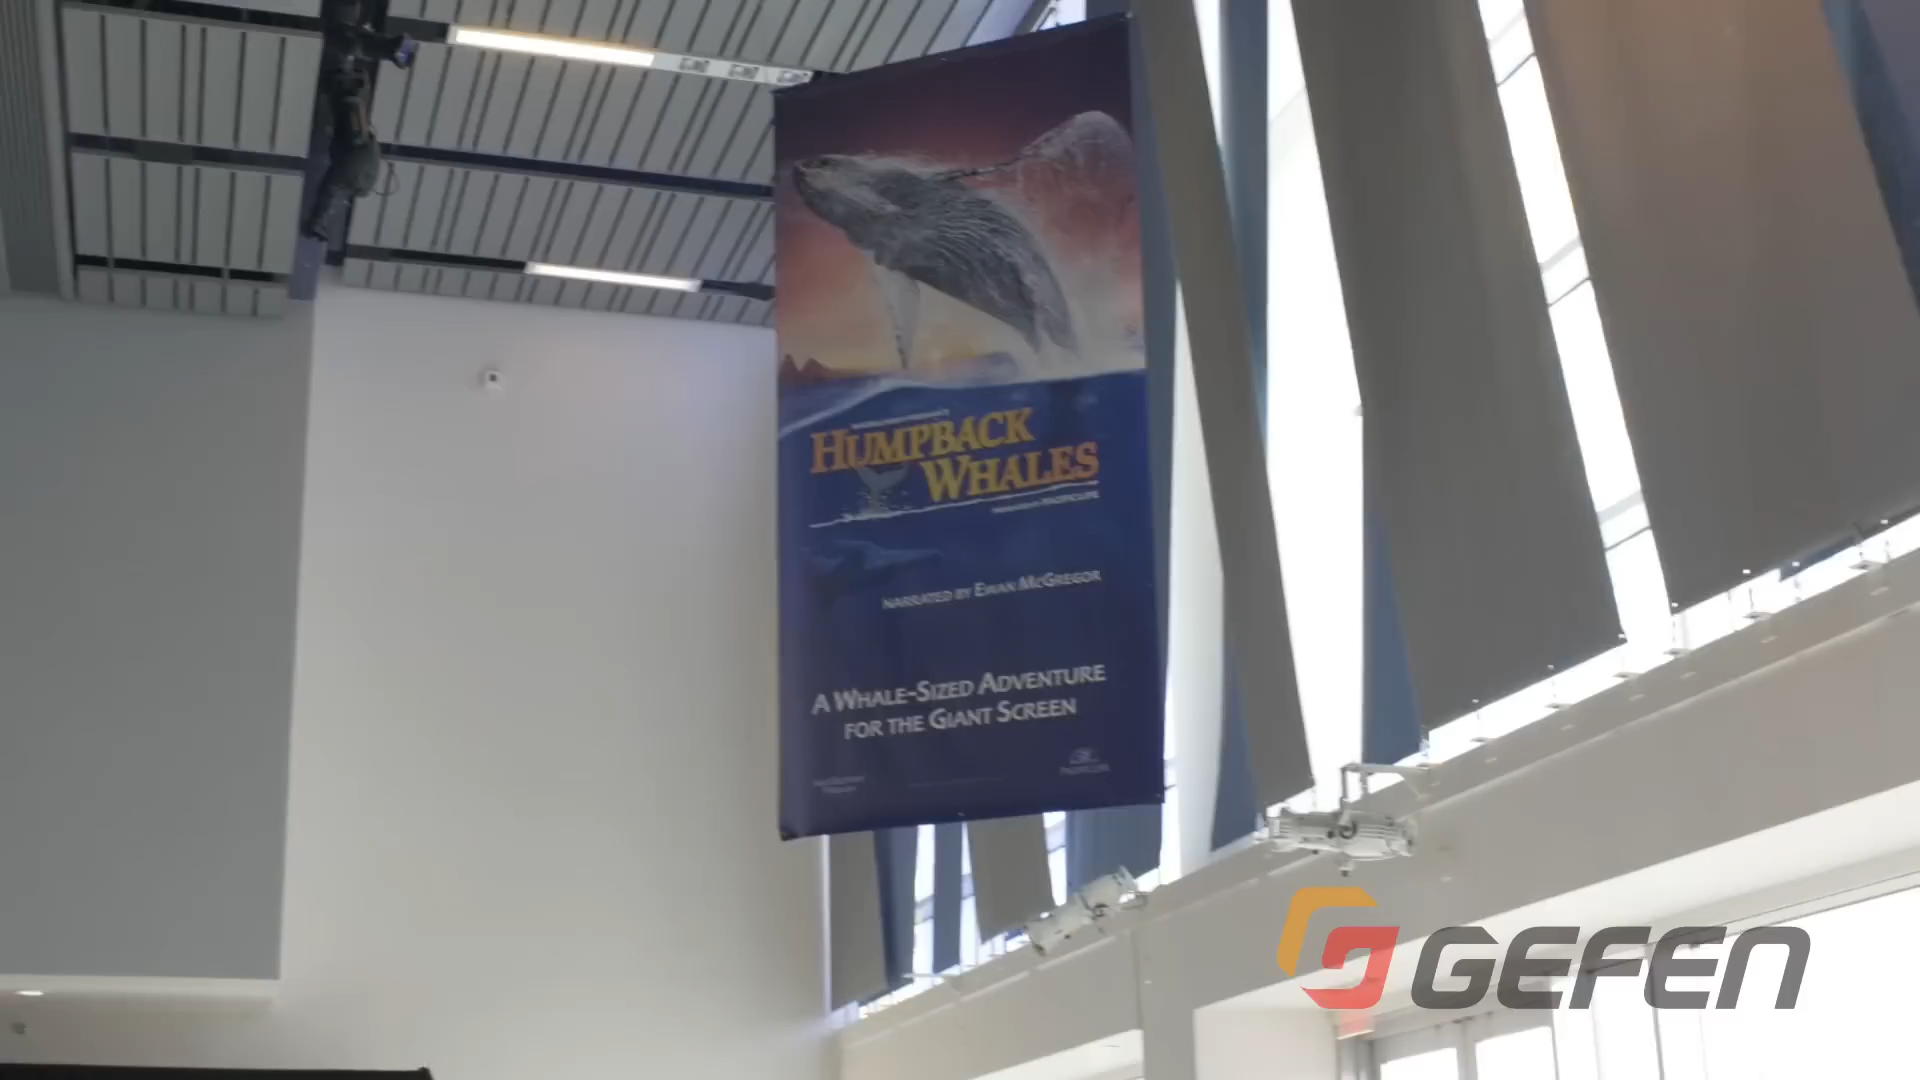 HUMPBACK
WHALES
NARRATED BY EWAN MCGREGOR
A WHALE-SIZED ADVENTURE
FOR THE GIANT SCREEN
GEFEN